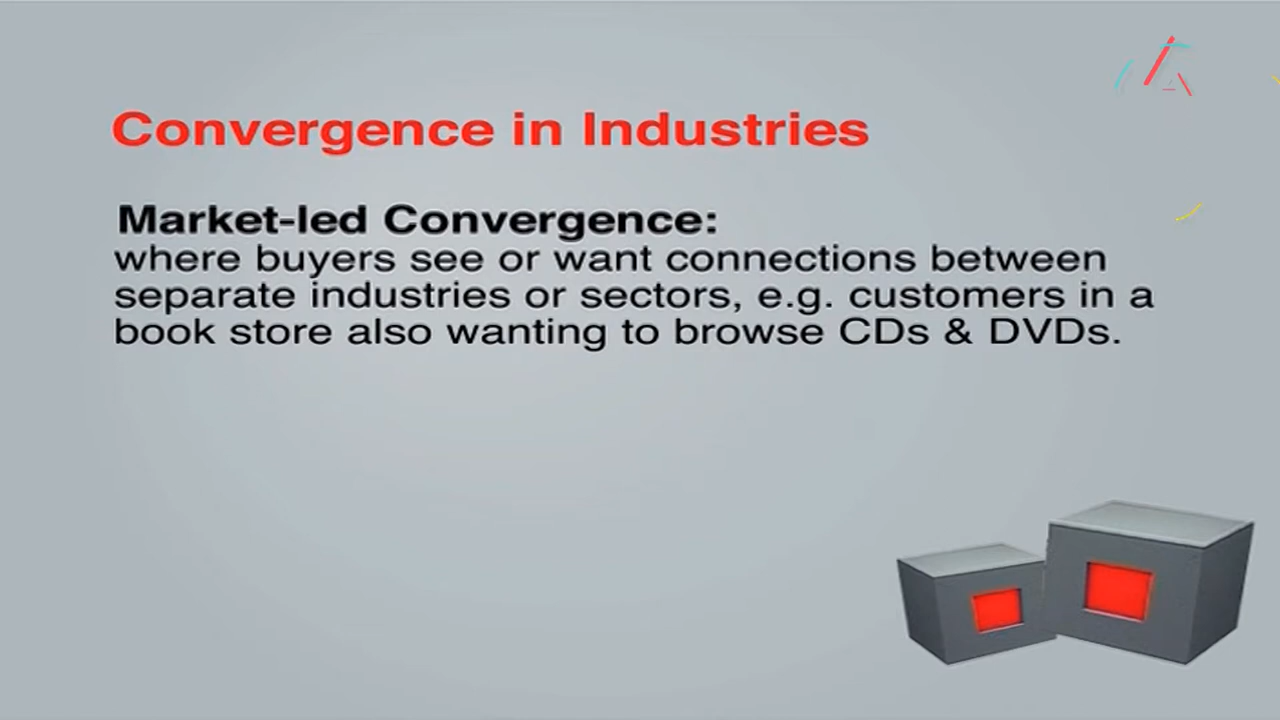 Convergence in Industries
Market-led Convergence:
where buyers see or want connections between
separate industries or sectors, e.g. customers in a
book store also wanting to browse CDs & DVDs.